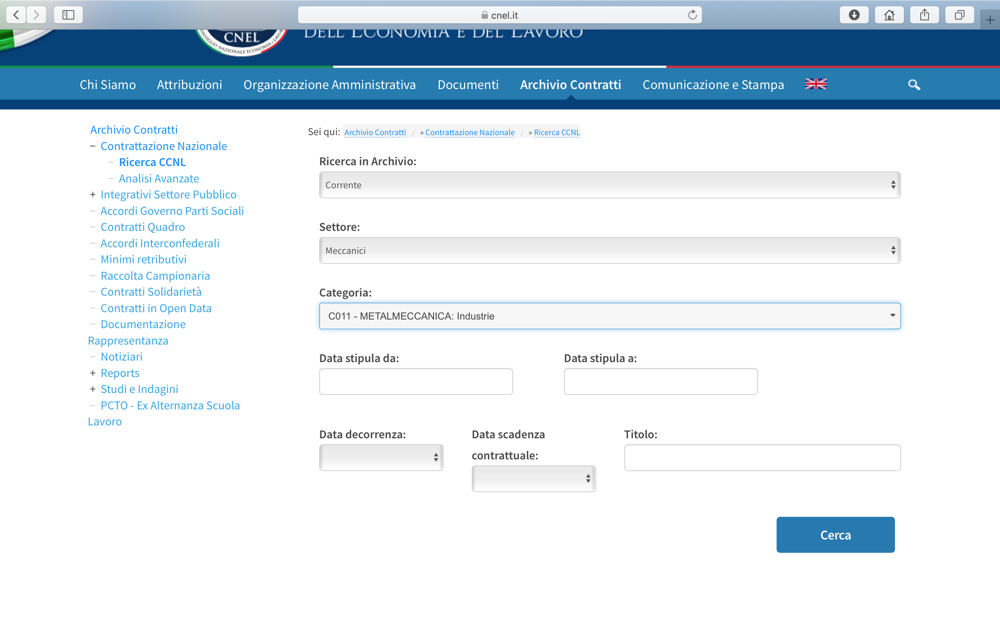 cnel.it
CNEL
CONSIGLIO NAZIONALE ECONOMIA E LAVORO
DELL'ECONOMIA E DEL LAVORO
Chi Siamo
Attribuzioni
Organizzazione Amministrativa
Documenti
Archivio Contratti
Comunicazione e Stampa
Archivio Contratti
− Contrattazione Nazionale
− Ricerca CCNL
− Analisi Avanzate
+ Integrativi Settore Pubblico
− Accordi Governo Parti Sociali
− Contratti Quadro
− Accordi Interconfederali
− Minimi retributivi
− Raccolta Campionaria
− Contratti Solidarietà
− Contratti in Open Data
− Documentazione
Rappresentanza
− Notiziari
+ Reports
+ Studi e Indagini
− PCTO - Ex Alternanza Scuola
Lavoro
Sei qui: Archivio Contratti / » Contrattazione Nazionale / » Ricerca CCNL
Ricerca in Archivio:
Corrente
Settore:
Meccanici
Categoria:
C011 - METALMECCANICA: Industrie
Data stipula da:
Data stipula a:
Data decorrenza:
Data scadenza
contrattuale:
Titolo:
Cerca